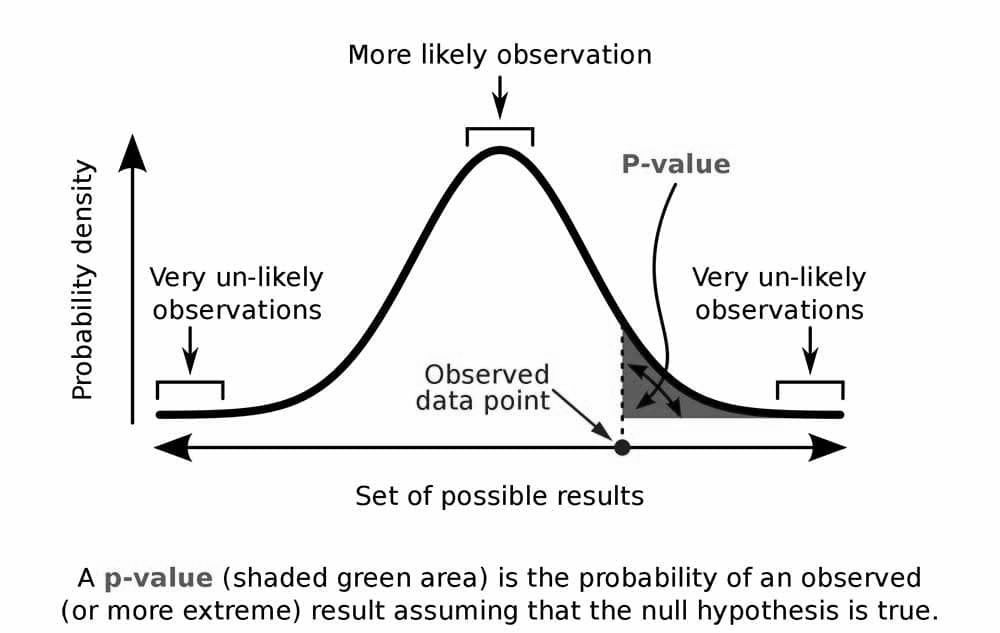 More likely observation
P-value
Probability density
Very un-likely
observations
Very un-likely
observations
Observed
data point
Set of possible results
A p-value (shaded green area) is the probability of an observed
(or more extreme) result assuming that the null hypothesis is true.